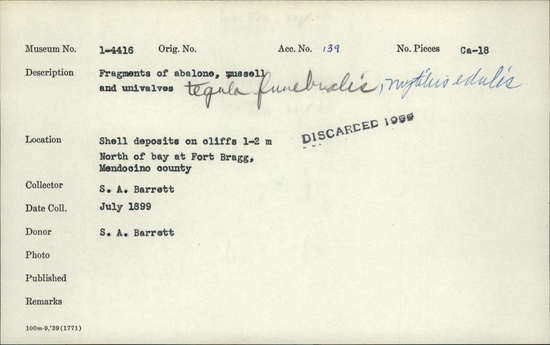 Museum No. 1-4416 Orig. No. Acc. No. 139 No. Pieces Ca-18
Description Fragments of abalone, mussell
and univalves tegula funebralis, mytilus edulis
DISCARDED 1999
Location Shell deposits on cliffs 1-2 m
North of bay at Fort Bragg,
Mendocino county
Collector S. A. Barrett
Date Coll. July 1899
Donor S. A. Barrett
Photo
Published
Remarks
100m-9,'39(1771)